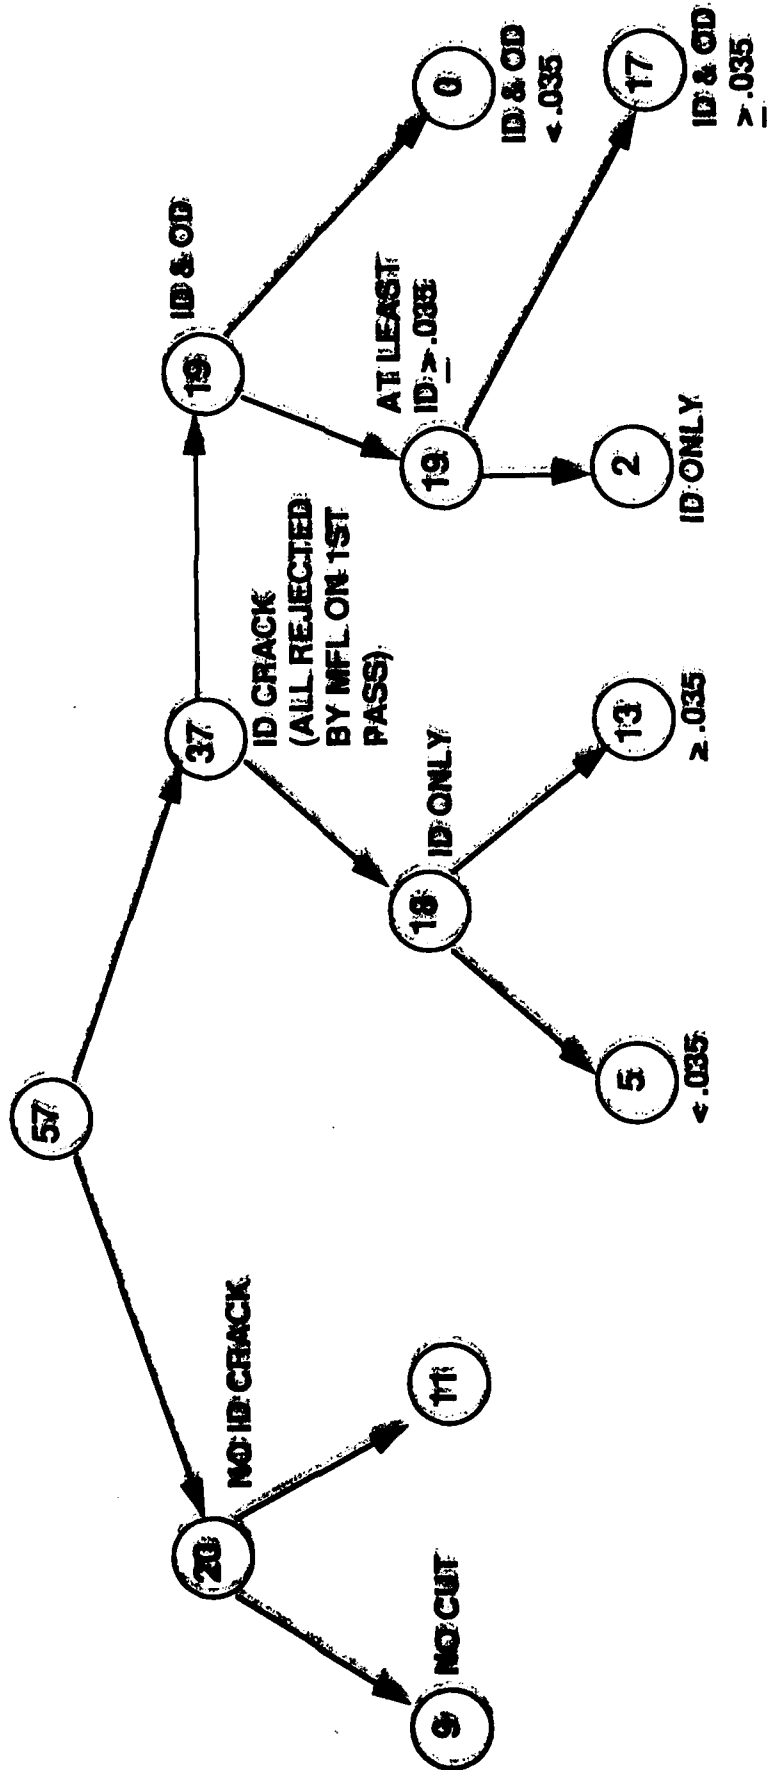 57
20
NO ID CRACK
37
ID CRACK
(ALL REJECTED
BY MFL ON 1ST
PASS)
19
ID & OD
9
NO CUT
11
18
ID ONLY
19
AT LEAST
ID ≥ .035
0
ID & OD
< .035
5
< .035
13
≥ .035
2
ID ONLY
17
ID & OD
≥ .035